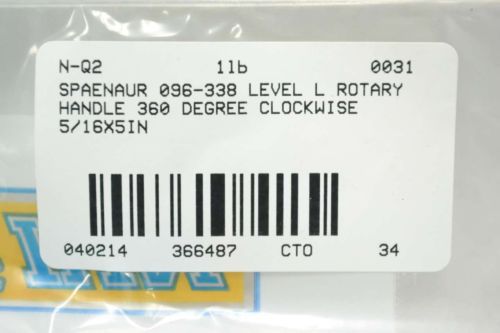 N-Q2 1lb 0031
SPAENAUR 096-338 LEVEL L ROTARY
HANDLE 360 DEGREE CLOCKWISE
5/16X5IN
040214 366487 CTO 34